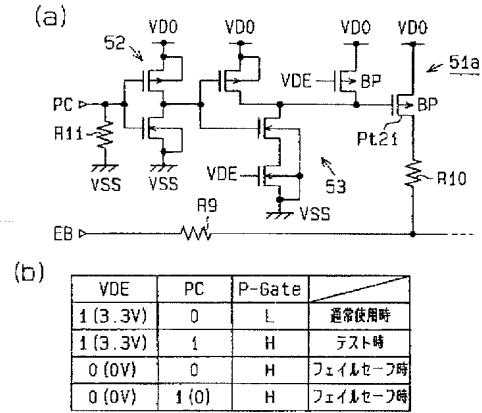 (a)
VDO VDO VDO VDO
52
51a
VDE BP
PC BP
R11
Pt21
VSS VSS VDE 53 R10
VSS
R9
EB
(b)
VDE PC P-Gate
1(3.3V) 0 L 通常使用時
1(3.3V) 1 H テスト時
0(0V) 0 H フェイルセーフ時
0(0V) 1(0) H フェイルセーフ時